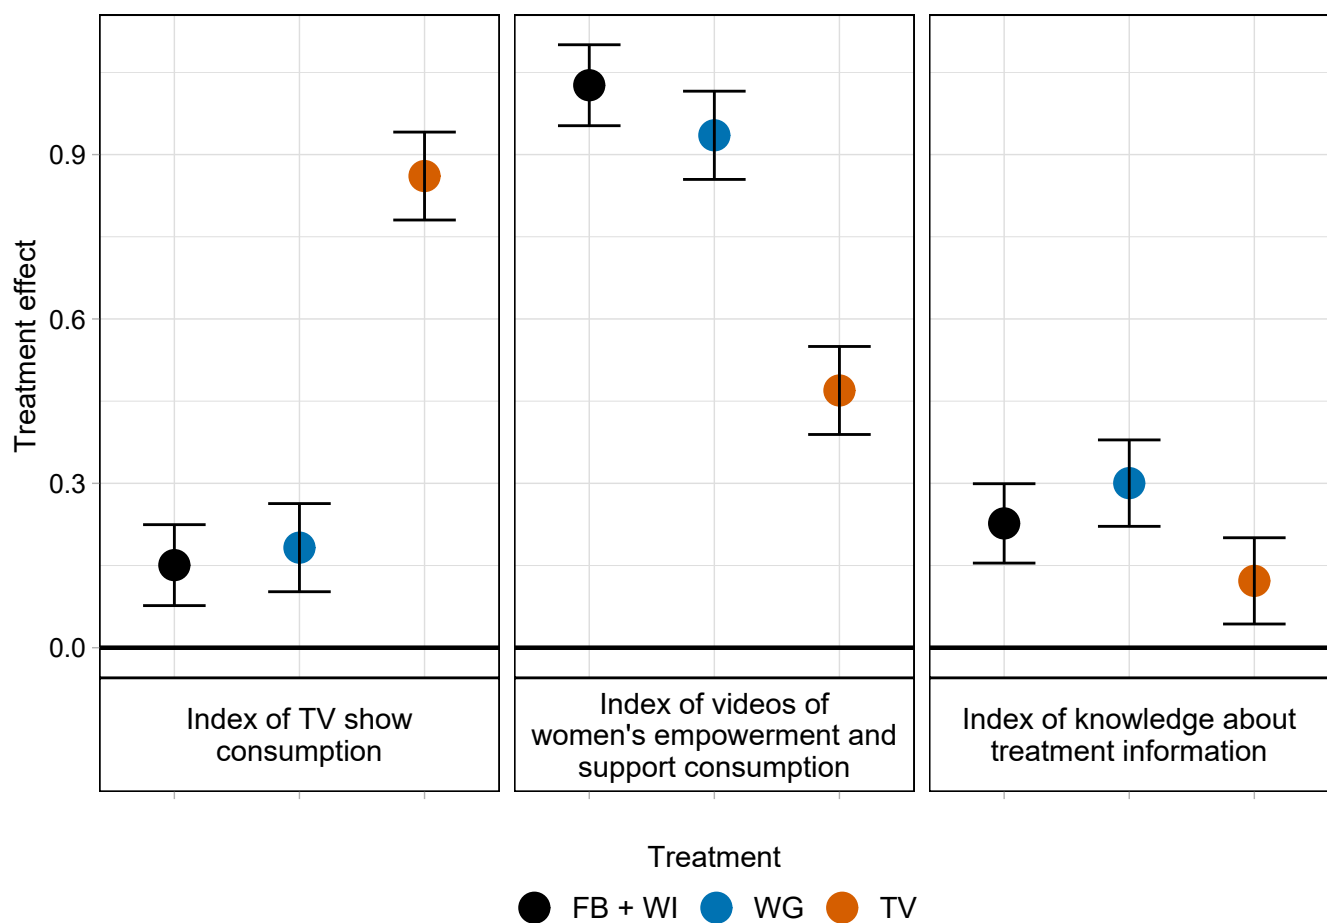 Treatment effect
0.9
0.6
0.3
0.0
Index of TV show
consumption
Index of videos of
women's empowerment and
support consumption
Index of knowledge about
treatment information
Treatment
FB + WI
WG
TV